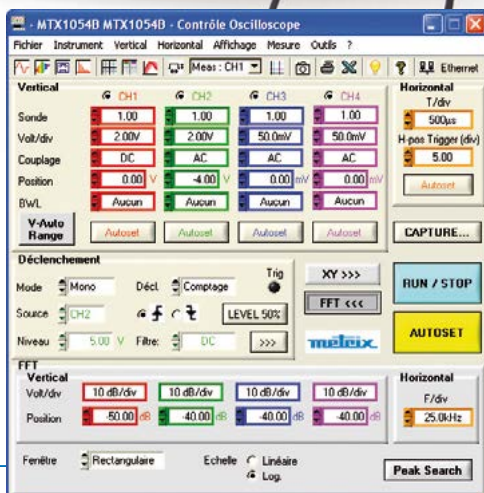 - MTX1054B MTX1054B - Contrôle Oscilloscope
Fichier Instrument Vertical Horizontal Affichage Mesure Outils ?
Meas : CH1 Ethernet
Vertical
CH1 CH2 CH3 CH4
Sonde 1.00 1.00 1.00 1.00
Volt/div 2.00V 2.00V 50.0mV 50.0mV
Couplage DC AC AC AC
Position 0.00 V -4.00 V 0.00 mV 0.00 mV
BWL Aucun Aucun Aucun Aucun
V-Auto Range Autoset Autoset Autoset Autoset
Horizontal
T/div
500µs
H-pos Trigger (div)
5.00
Autoset
CAPTURE...
Déclenchement
Trig
Mode Mono Décl. Comptage
Source CH2 LEVEL 50%
Niveau 5.00 V Filtre: DC >>>
XY >>>
FFT <<<
metrix
RUN / STOP
AUTOSET
FFT
Vertical
Volt/div 10 dB/div 10 dB/div 10 dB/div 10 dB/div
Position -50.00 dB -40.00 dB -40.00 dB -40.00 dB
Horizontal
F/div
25.0kHz
Fenêtre Rectangulaire Echelle Linéaire
Log.
Peak Search